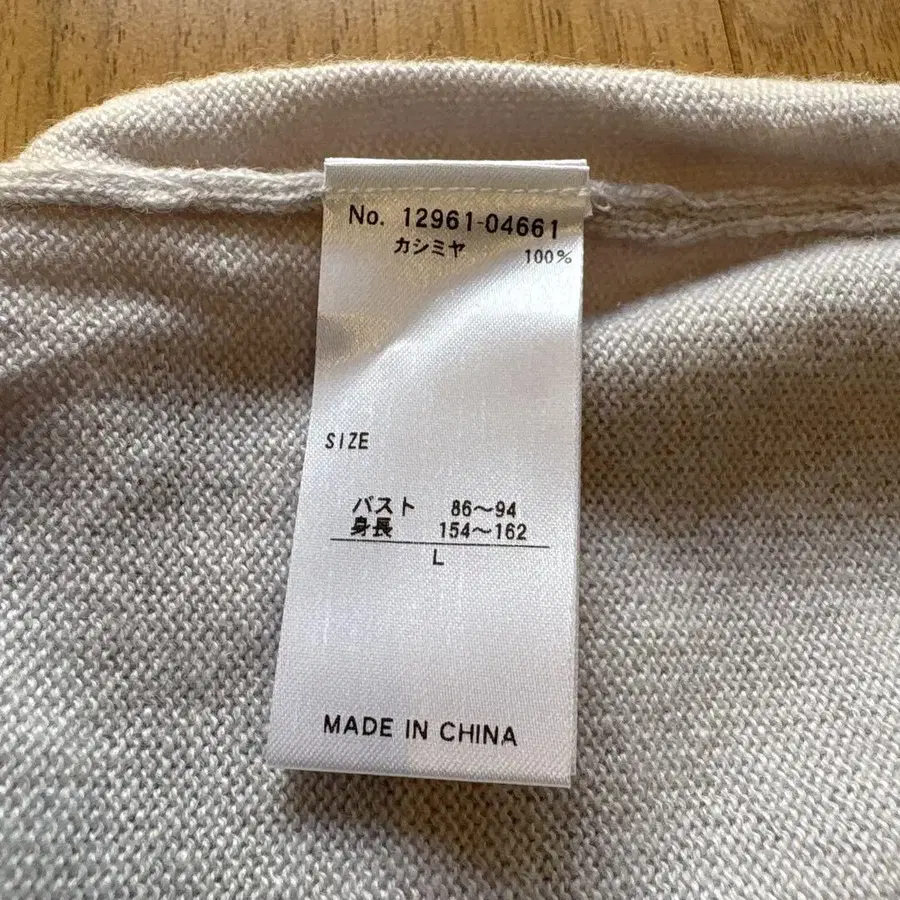 No. 12961-04661
カシミヤ 100%
SIZE
バスト 86〜94
身長 154〜162
L
MADE IN CHINA